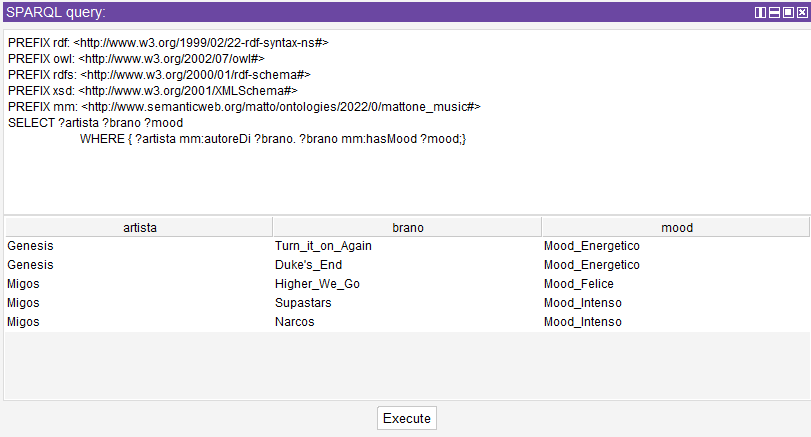 SPARQL query:
PREFIX rdf: <http://www.w3.org/1999/02/22-rdf-syntax-ns#>
PREFIX owl: <http://www.w3.org/2002/07/owl#>
PREFIX rdfs: <http://www.w3.org/2000/01/rdf-schema#>
PREFIX xsd: <http://www.w3.org/2001/XMLSchema#>
PREFIX mm: <http://www.semanticweb.org/matto/ontologies/2022/0/mattone_music#>
SELECT ?artista ?brano ?mood
WHERE { ?artista mm:autoreDi ?brano. ?brano mm:hasMood ?mood;}
artista brano mood
Genesis Turn_it_on_Again Mood_Energetico
Genesis Duke's_End Mood_Energetico
Migos Higher_We_Go Mood_Felice
Migos Supastars Mood_Intenso
Migos Narcos Mood_Intenso
Execute